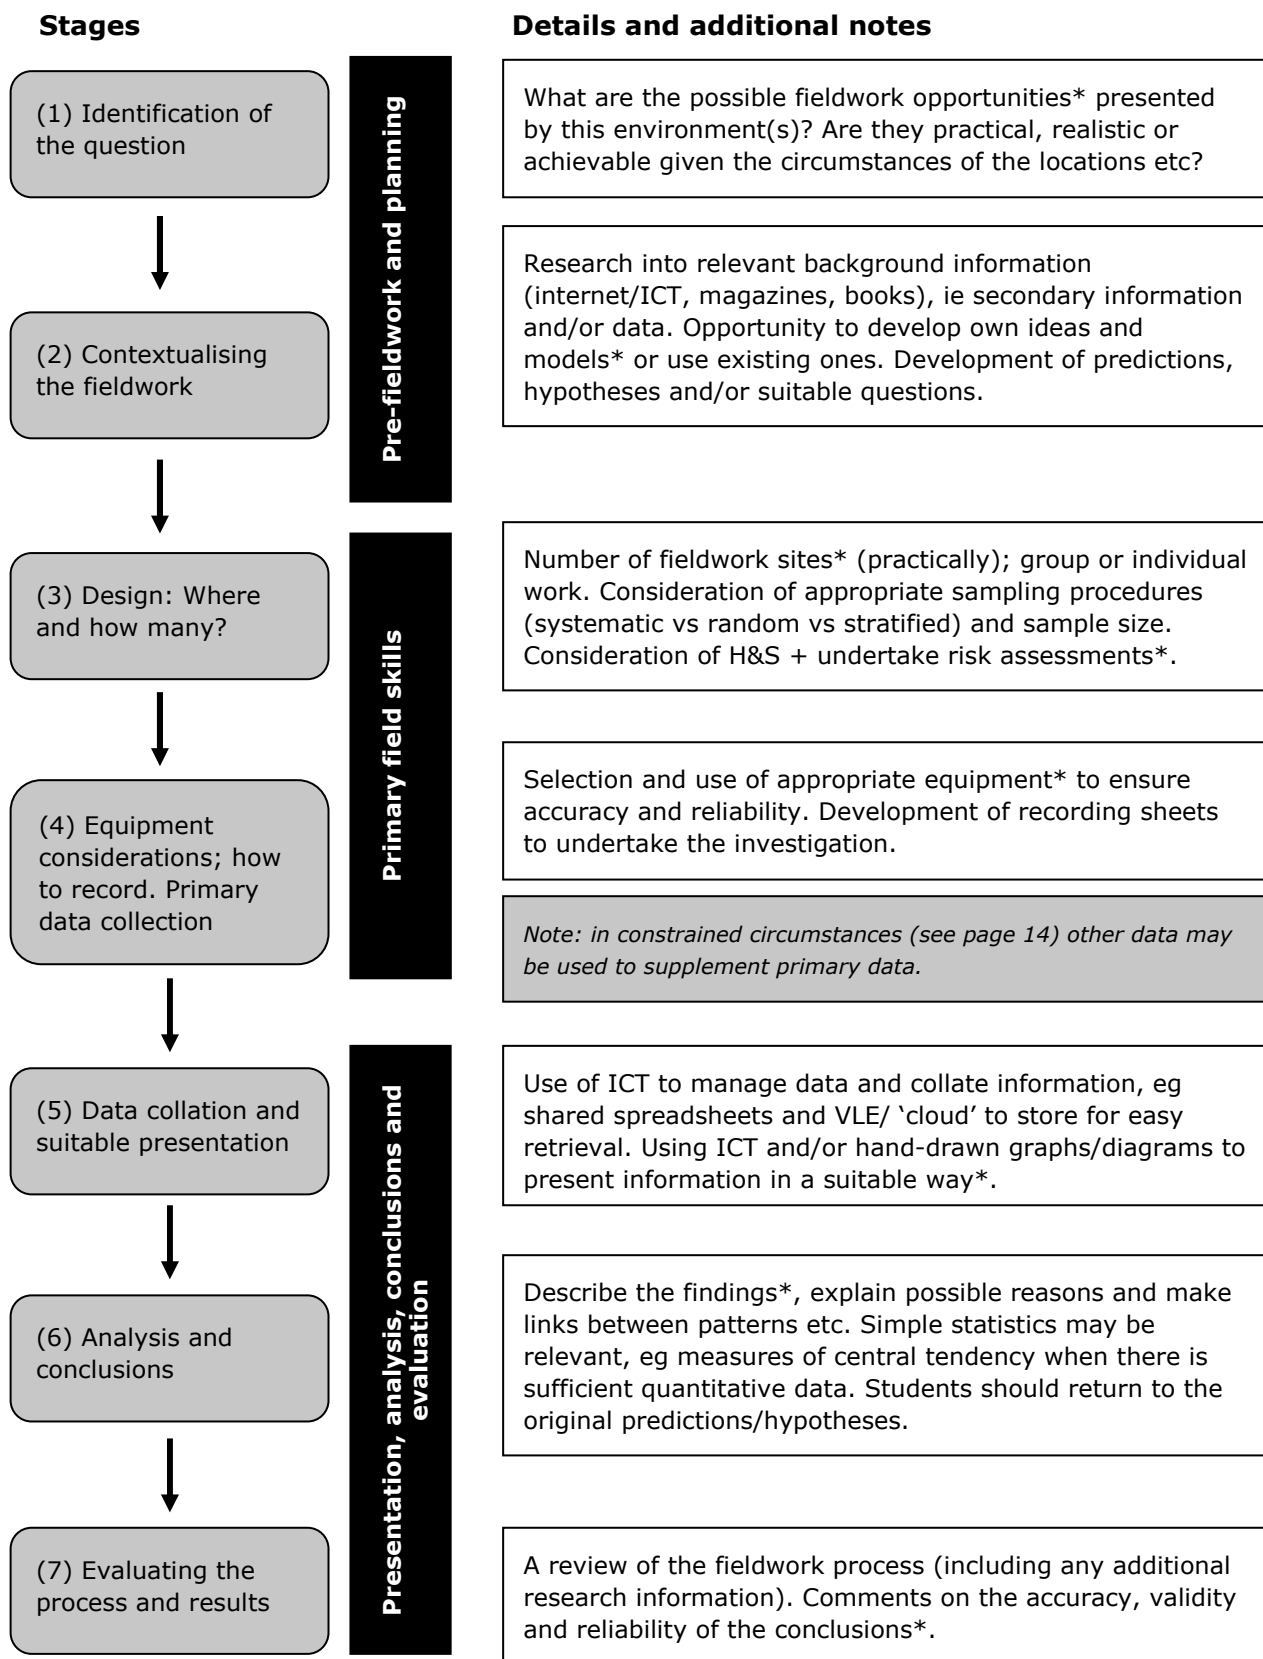 Stages
Details and additional notes
(1) Identification of
the question
Pre-fieldwork and planning
What are the possible fieldwork opportunities* presented
by this environment(s)? Are they practical, realistic or
achievable given the circumstances of the locations etc?
(2) Contextualising
the fieldwork
Research into relevant background information
(internet/ICT, magazines, books), ie secondary information
and/or data. Opportunity to develop own ideas and
models* or use existing ones. Development of predictions,
hypotheses and/or suitable questions.
(3) Design: Where
and how many?
Primary field skills
Number of fieldwork sites* (practically); group or individual
work. Consideration of appropriate sampling procedures
(systematic vs random vs stratified) and sample size.
Consideration of H&S + undertake risk assessments*.
(4) Equipment
considerations; how
to record. Primary
data collection
Selection and use of appropriate equipment* to ensure
accuracy and reliability. Development of recording sheets
to undertake the investigation.
Note: in constrained circumstances (see page 14) other data may
be used to supplement primary data.
(5) Data collation and
suitable presentation
Presentation, analysis, conclusions and
evaluation
Use of ICT to manage data and collate information, eg
shared spreadsheets and VLE/ ‘cloud’ to store for easy
retrieval. Using ICT and/or hand-drawn graphs/diagrams to
present information in a suitable way*.
(6) Analysis and
conclusions
Describe the findings*, explain possible reasons and make
links between patterns etc. Simple statistics may be
relevant, eg measures of central tendency when there is
sufficient quantitative data. Students should return to the
original predictions/hypotheses.
(7) Evaluating the
process and results
A review of the fieldwork process (including any additional
research information). Comments on the accuracy, validity
and reliability of the conclusions*.